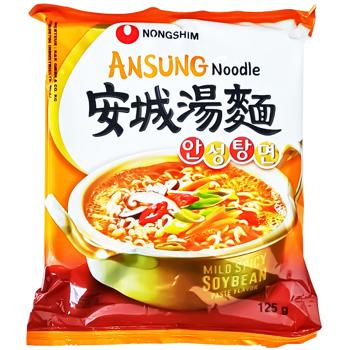 NONGSHIM
ANSUNG Noodle
安城湯麵
안성탕면
MILD SPICY
SOYBEAN
PASTE FLAVOR
125 g